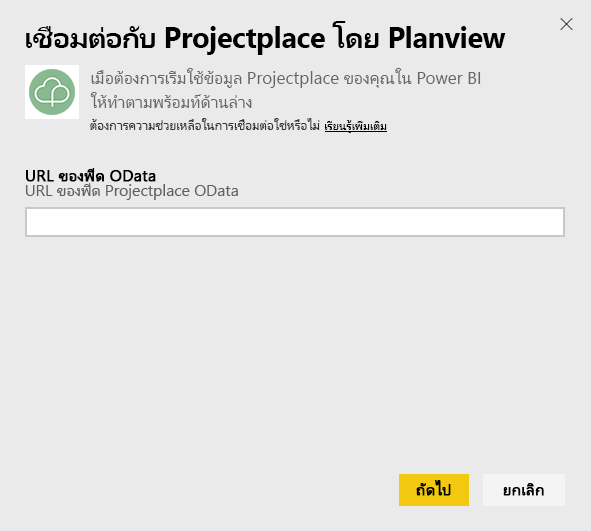 เชื่อมต่อกับ Projectplace โดย Planview
เมื่อต้องการเริ่มใช้ข้อมูล Projectplace ของคุณใน Power BI
ให้ทำตามพร้อมท์ด้านล่าง
ต้องการความช่วยเหลือในการเชื่อมต่อใช่หรือไม่ เรียนรู้เพิ่มเติม
URL ของฟีด OData
URL ของฟีด Projectplace OData
ถัดไป
ยกเลิก